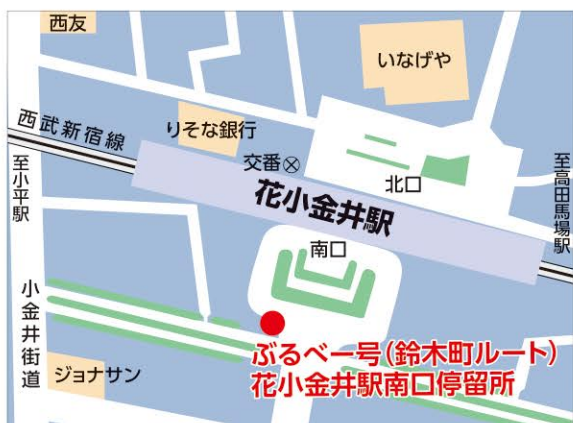 西友
いなげや
りそな銀行
西武新宿線
交番
北口
至小平駅
花小金井駅
至高田馬場駅
南口
小金井街道
ぶるべー号(鈴木町ルート)
花小金井駅南口停留所
ジョナサン